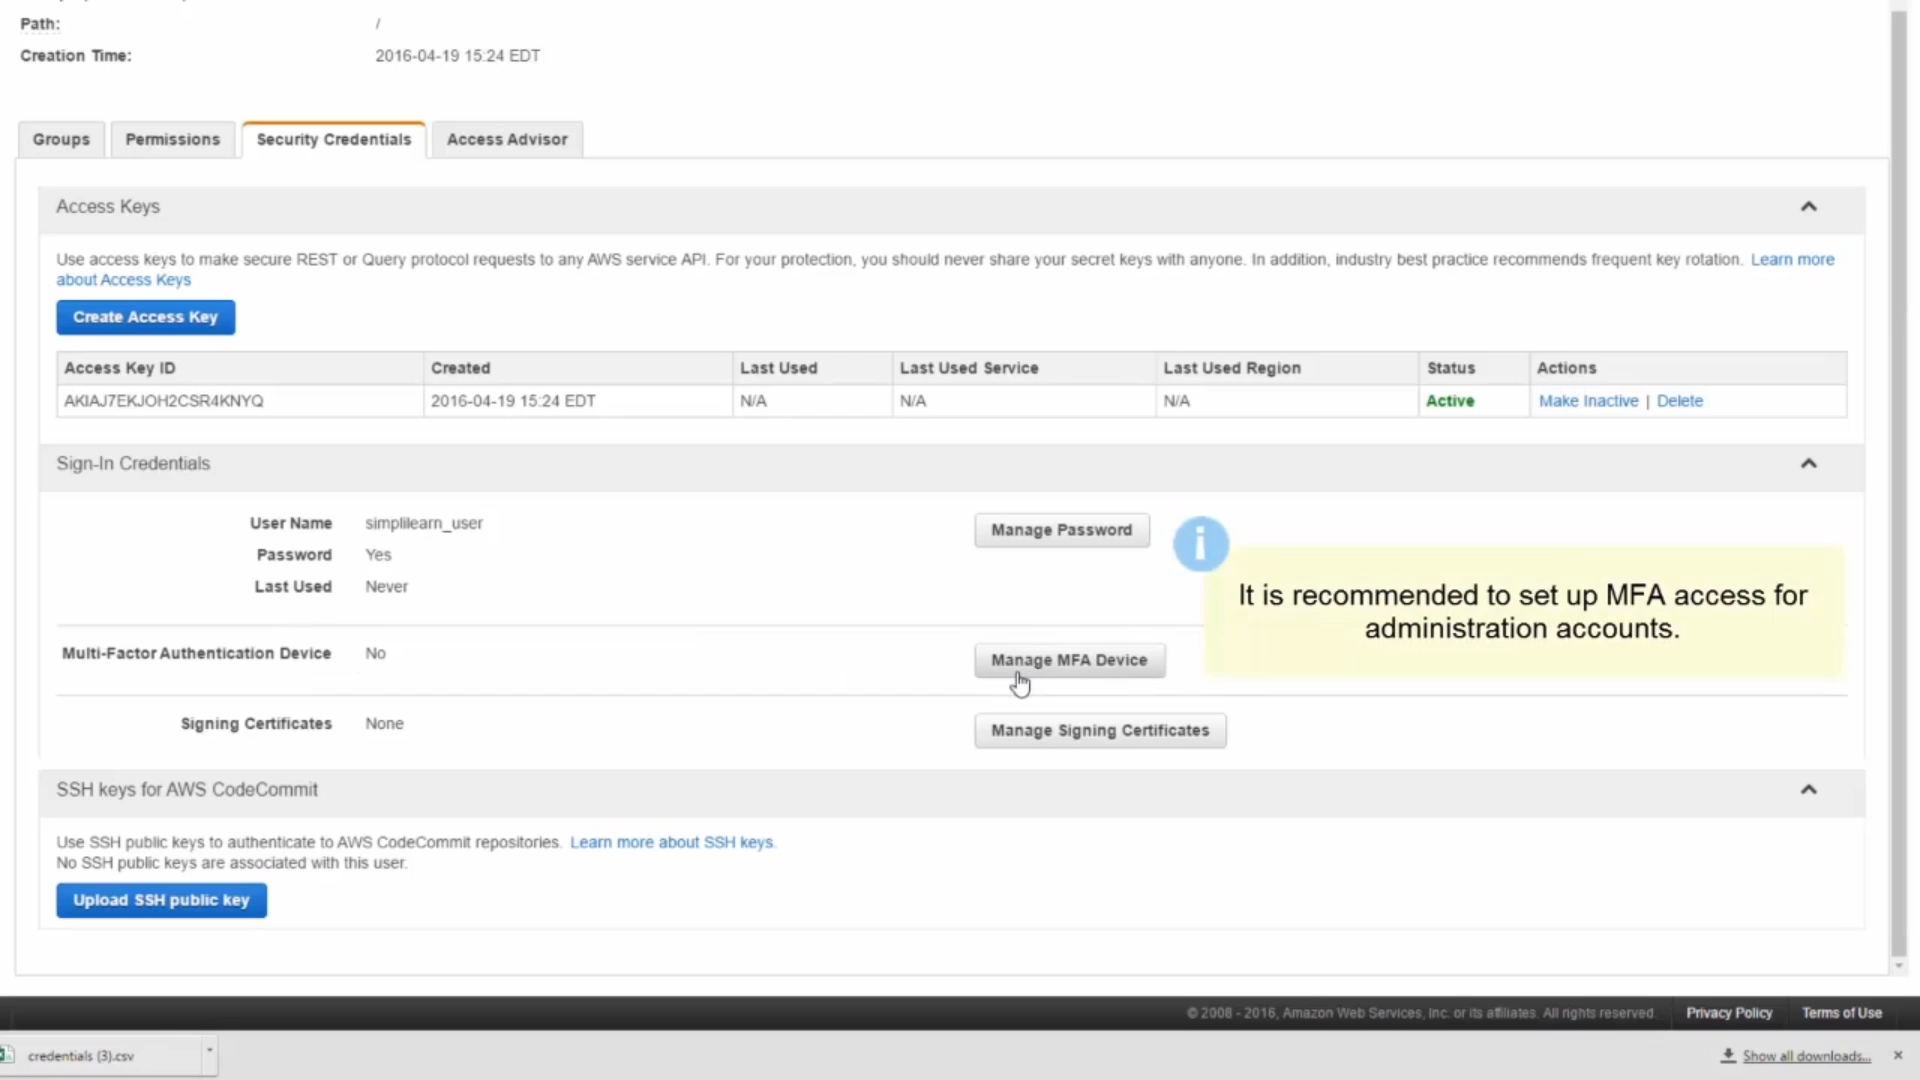 Path: /
Creation Time: 2016-04-19 15:24 EDT
Groups Permissions Security Credentials Access Advisor
Access Keys
Use access keys to make secure REST or Query protocol requests to any AWS service API. For your protection, you should never share your secret keys with anyone. In addition, industry best practice recommends frequent key rotation. Learn more
about Access Keys
Create Access Key
Access Key ID Created Last Used Last Used Service Last Used Region Status Actions
AKIAJ7EKJOH2CSR4KNYQ 2016-04-19 15:24 EDT N/A N/A N/A Active Make Inactive | Delete
Sign-In Credentials
User Name simplilearn_user Manage Password
Password Yes
Last Used Never
It is recommended to set up MFA access for
administration accounts.
Multi-Factor Authentication Device No Manage MFA Device
Signing Certificates None Manage Signing Certificates
SSH keys for AWS CodeCommit
Use SSH public keys to authenticate to AWS CodeCommit repositories. Learn more about SSH keys.
No SSH public keys are associated with this user.
Upload SSH public key
© 2008 - 2016, Amazon Web Services, Inc. or its affiliates. All rights reserved. Privacy Policy Terms of Use
credentials (3).csv Show all downloads...